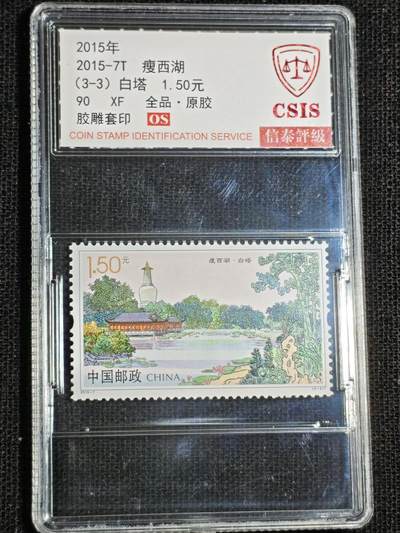 2015年
2015-7T 瘦西湖
(3-3) 白塔 1.50元
90 XF 全品·原胶
胶雕套印 OS
COIN STAMP IDENTIFICATION SERVICE
CSIS
信泰評級
1.50元
瘦西湖·白塔
中国邮政 CHINA